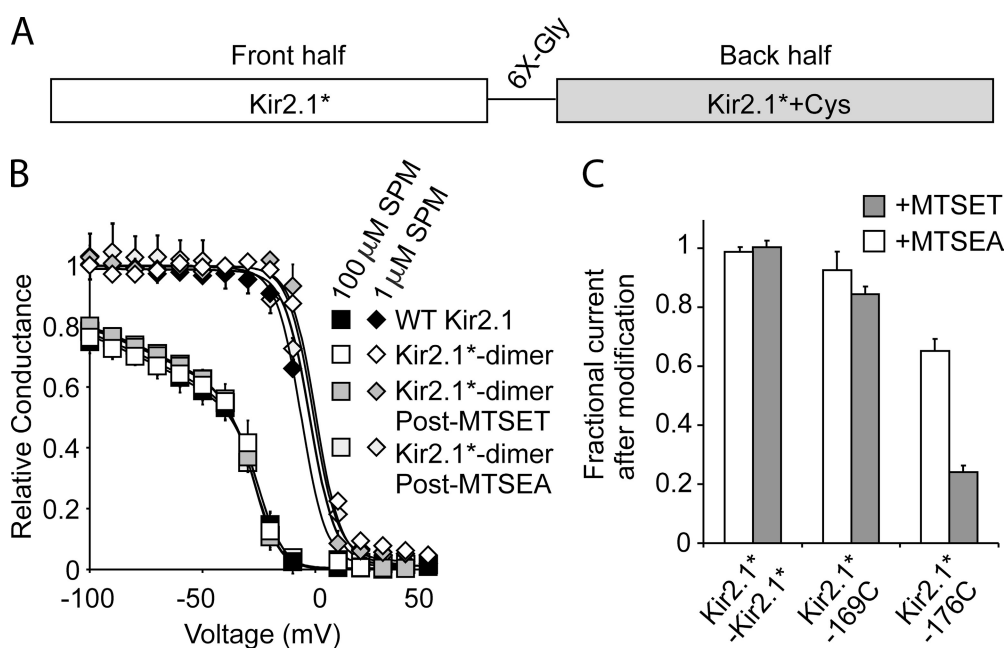 A
Front half
6X-Gly
Back half
Kir2.1*
Kir2.1*+Cys
B
100 µM SPM
1 µM SPM
WT Kir2.1
Kir2.1*-dimer
Kir2.1*-dimer
Post-MTSET
Kir2.1*-dimer
Post-MTSEA
Relative Conductance
1
0.8
0.6
0.4
0.2
0
-100
-50
0
50
Voltage (mV)
C
+MTSET
+MTSEA
Fractional current
after modification
1
0.8
0.6
0.4
0.2
0
Kir2.1*
-Kir2.1*
Kir2.1*
-169C
Kir2.1*
-176C